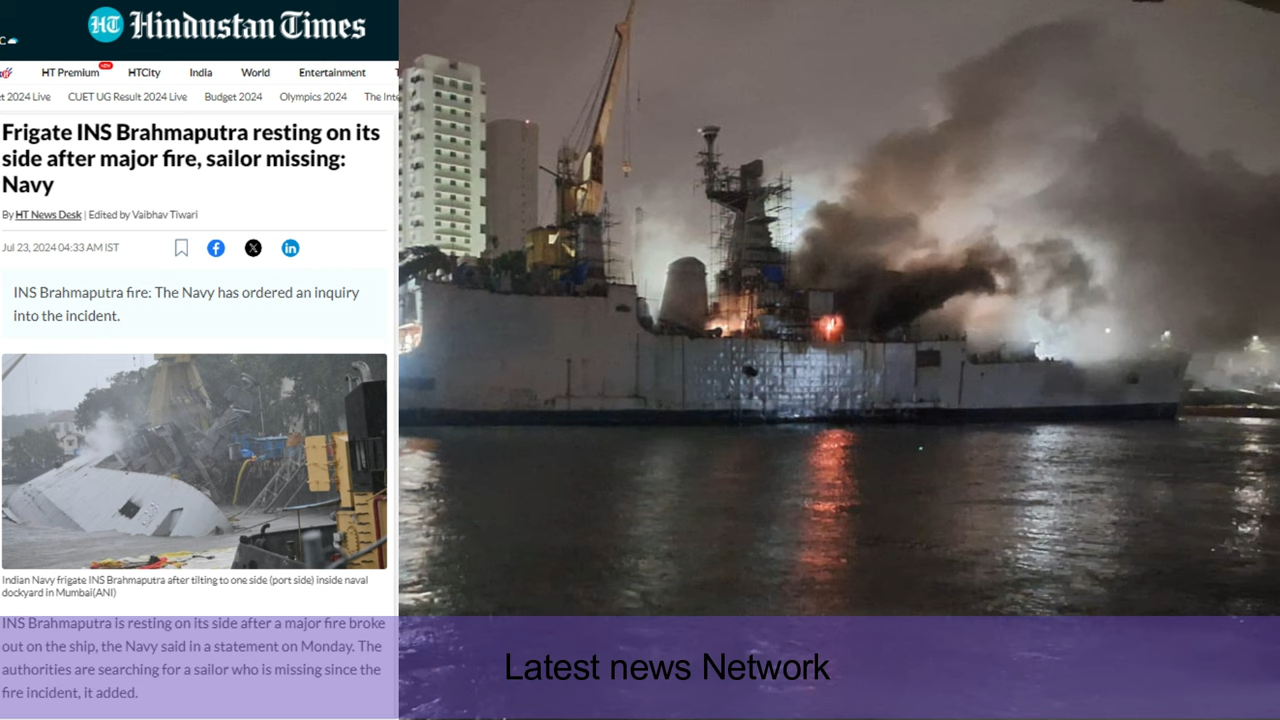 HT Hindustan Times
HT Premium NEW HTCity India World Entertainment
2024 Live CUET UG Result 2024 Live Budget 2024 Olympics 2024 The
Frigate INS Brahmaputra resting on its
side after major fire, sailor missing:
Navy
By HT News Desk | Edited by Vaibhav Tiwari
Jul 23, 2024 04:33 AM IST
INS Brahmaputra fire: The Navy has ordered an inquiry
into the incident.
Indian Navy frigate INS Brahmaputra after tilting to one side (port side) inside naval
dockyard in Mumbai(ANI)
INS Brahmaputra is resting on its side after a major fire broke
out on the ship, the Navy said in a statement on Monday. The
authorities are searching for a sailor who is missing since the
fire incident, it added.
Latest news Network